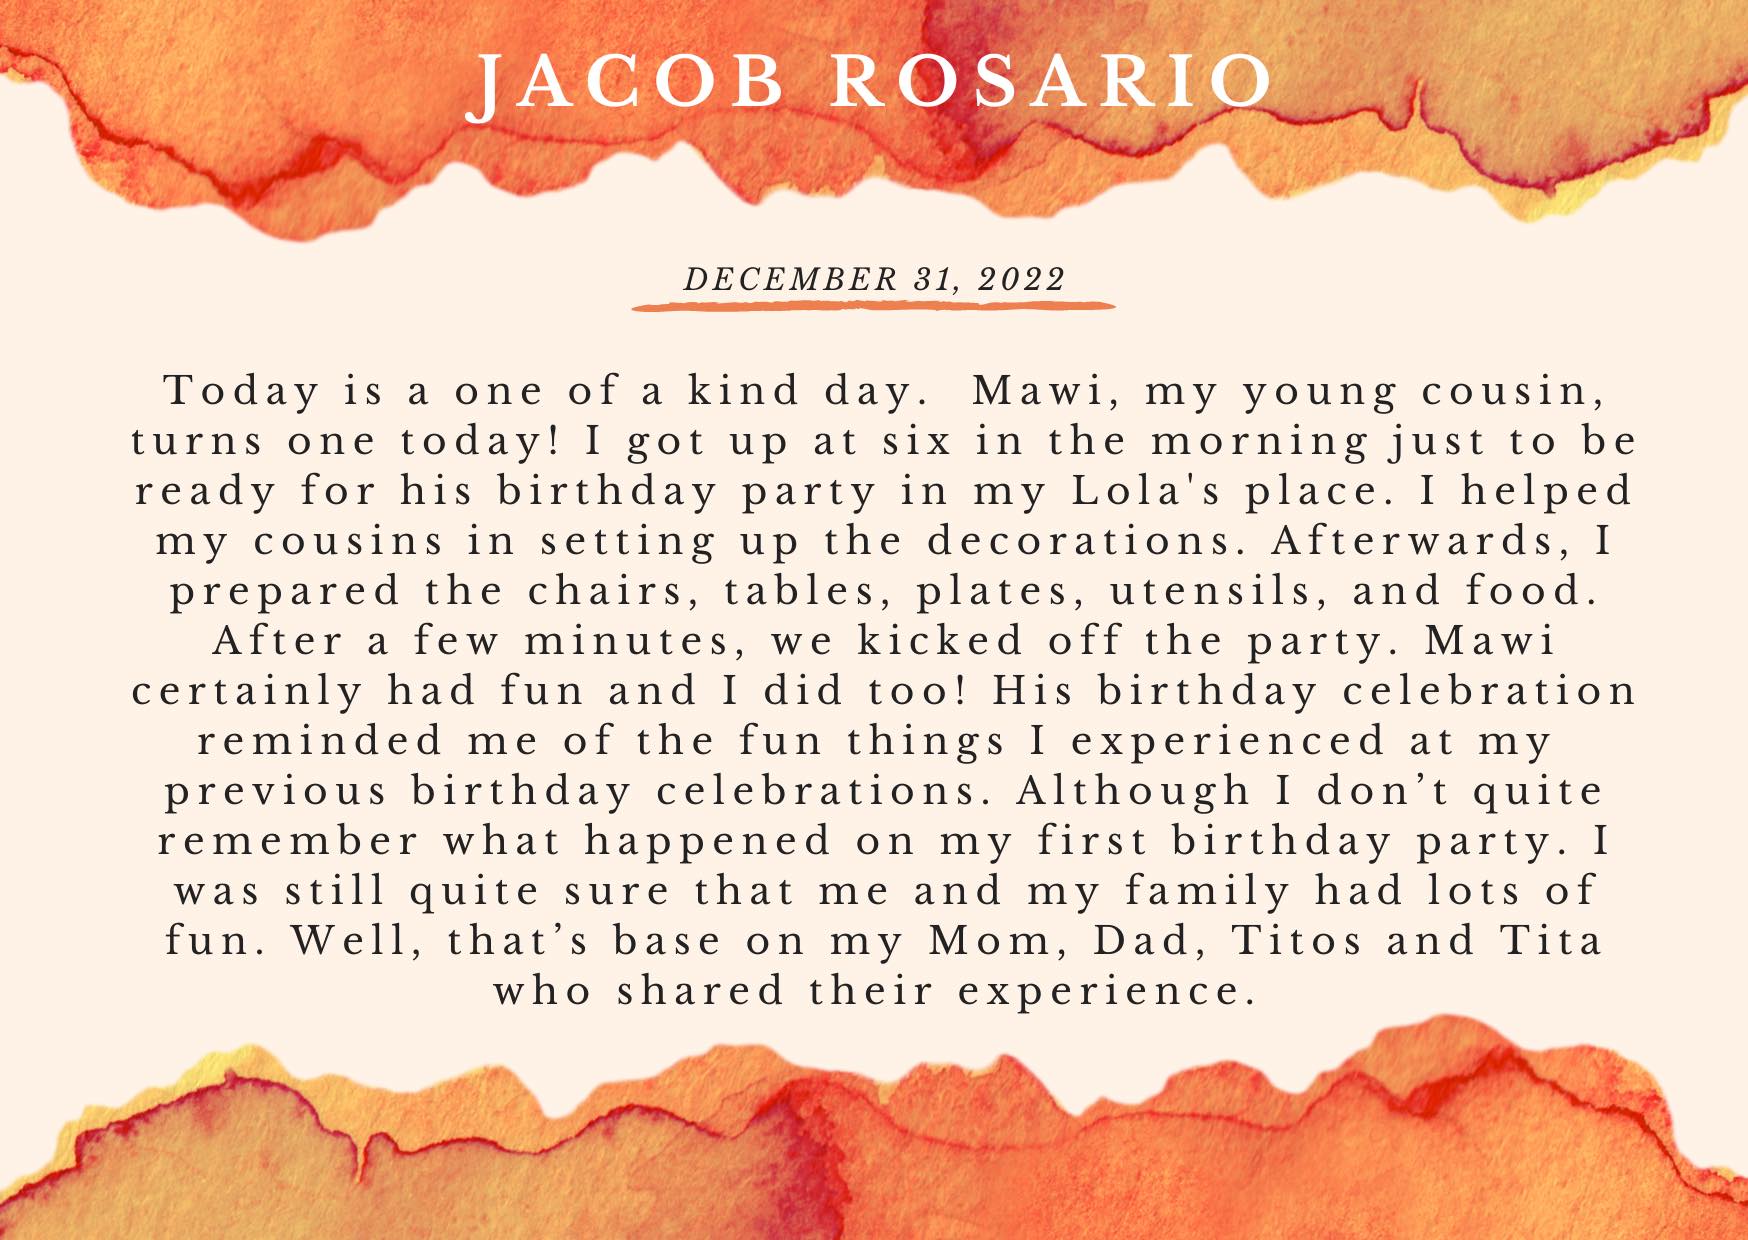 JACOB ROSARIO
DECEMBER 31, 2022
Today is a one of a kind day.  Mawi, my young cousin,
turns one today! I got up at six in the morning just to be
ready for his birthday party in my Lola's place. I helped
my cousins in setting up the decorations. Afterwards, I
prepared the chairs, tables, plates, utensils, and food.
After a few minutes, we kicked off the party. Mawi
certainly had fun and I did too! His birthday celebration
reminded me of the fun things I experienced at my
previous birthday celebrations. Although I don’t quite
remember what happened on my first birthday party. I
was still quite sure that me and my family had lots of
fun. Well, that’s base on my Mom, Dad, Titos and Tita
who shared their experience.